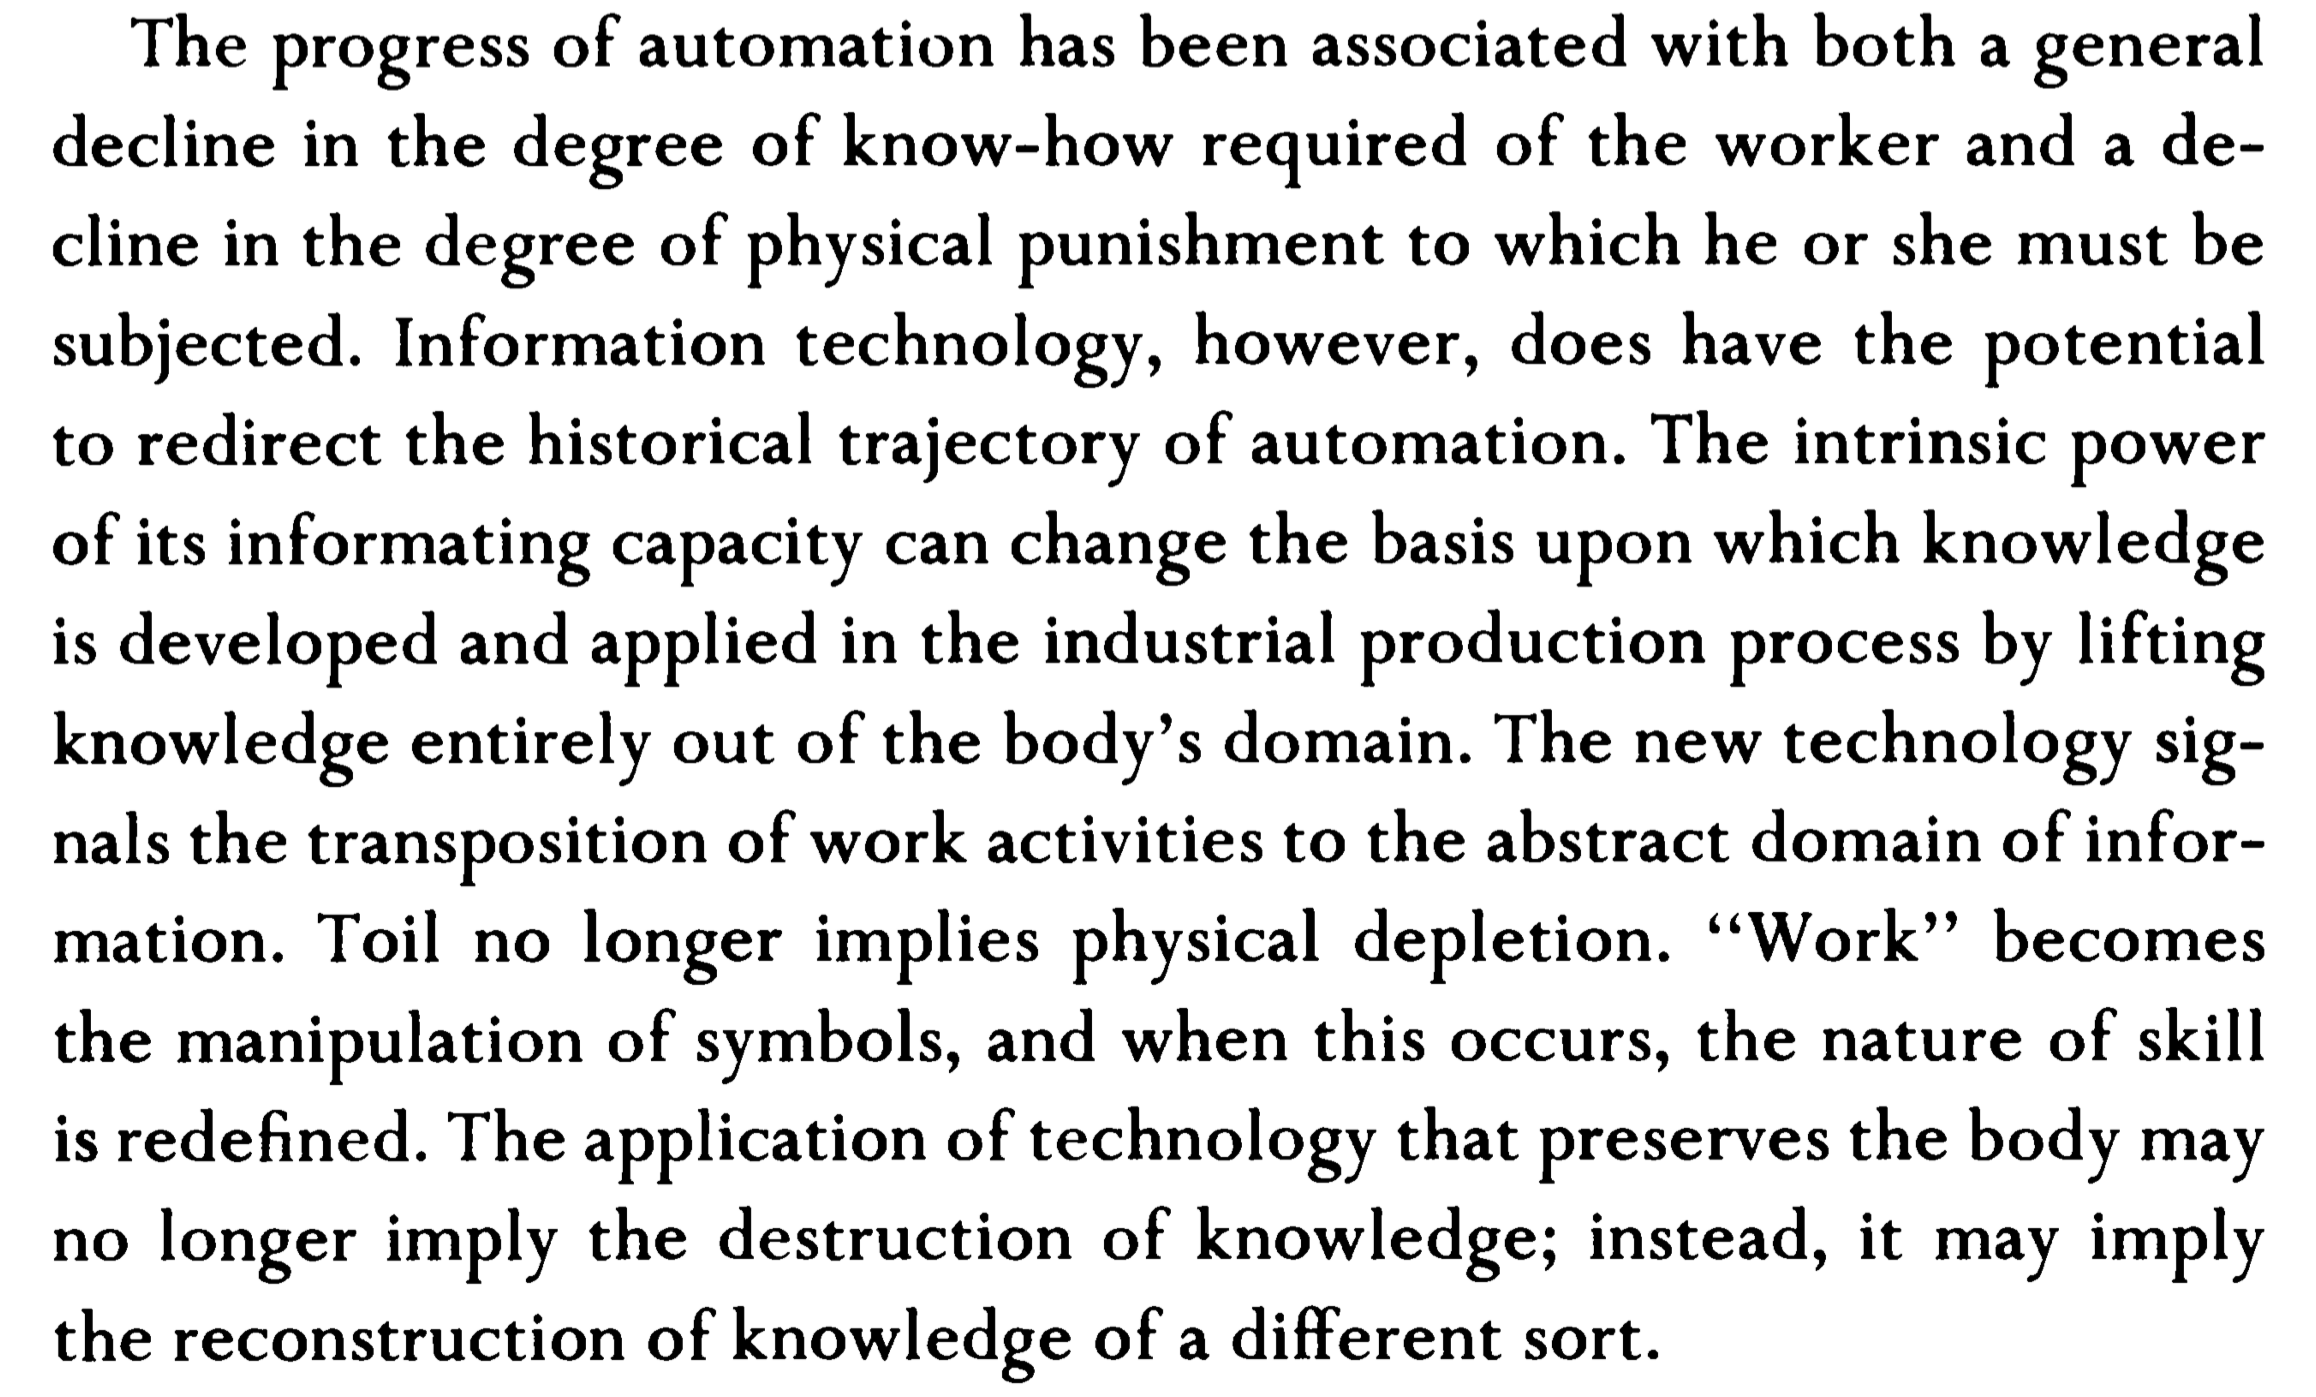 The progress of automation has been associated with both a general
decline in the degree of know-how required of the worker and a de-
cline in the degree of physical punishment to which he or she must be
subjected. Information technology, however, does have the potential
to redirect the historical trajectory of automation. The intrinsic power
of its informating capacity can change the basis upon which knowledge
is developed and applied in the industrial production process by lifting
knowledge entirely out of the body’s domain. The new technology sig-
nals the transposition of work activities to the abstract domain of infor-
mation. Toil no longer implies physical depletion. “Work” becomes
the manipulation of symbols, and when this occurs, the nature of skill
is redefined. The application of technology that preserves the body may
no longer imply the destruction of knowledge; instead, it may imply
the reconstruction of knowledge of a different sort.